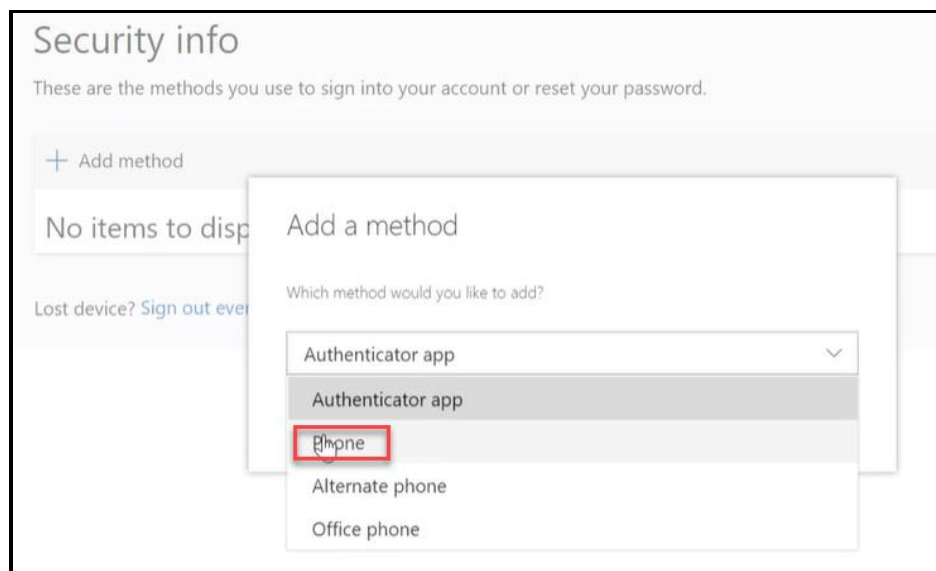 Security info
These are the methods you use to sign into your account or reset your password.
+ Add method
No items to disp
Add a method
Which method would you like to add?
Lost device? Sign out ever
Authenticator app
Authenticator app
Phone
Alternate phone
Office phone